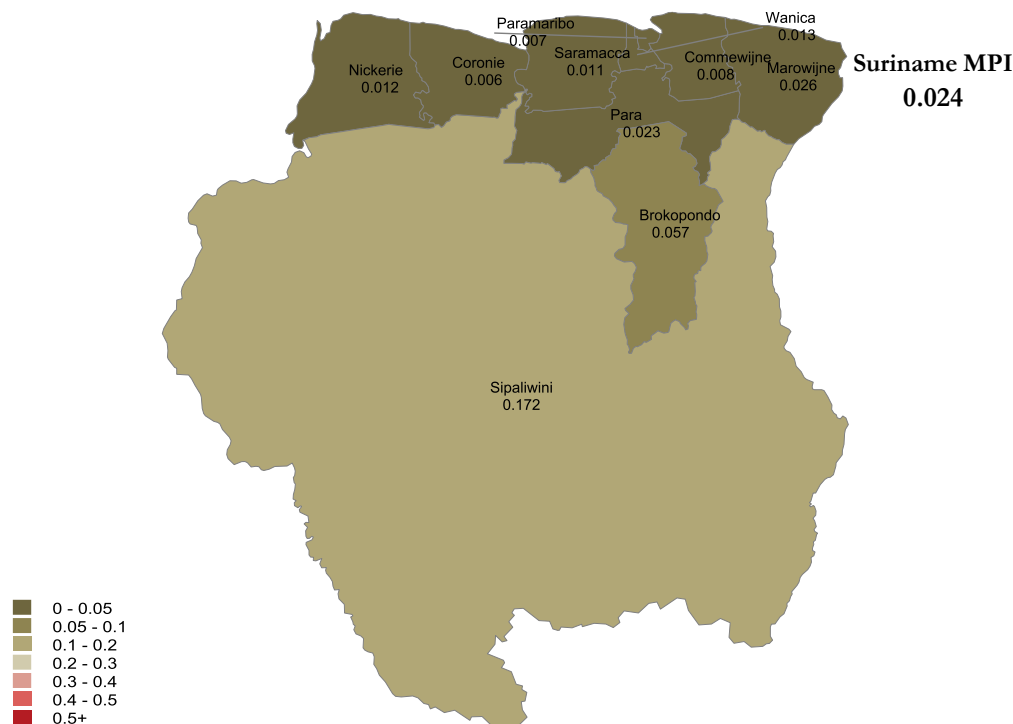 Paramaribo
0.007
Wanica
0.013
Nickerie
0.012
Coronie
0.006
Saramacca
0.011
Commewijne
0.008
Marowijne
0.026
Suriname MPI
0.024
Para
0.023
Brokopondo
0.057
Sipaliwini
0.172
0 - 0.05
0.05 - 0.1
0.1 - 0.2
0.2 - 0.3
0.3 - 0.4
0.4 - 0.5
0.5+